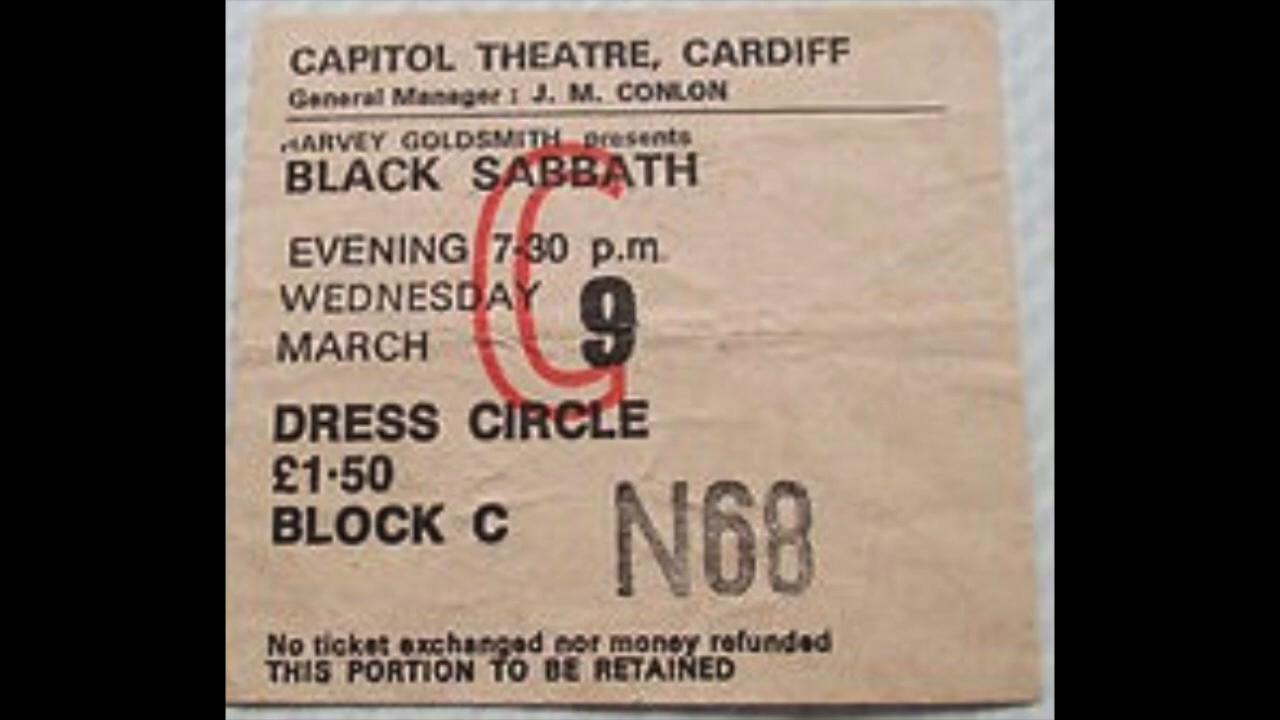 CAPITOL THEATRE, CARDIFF
General Manager : J. M. CONLON
HARVEY GOLDSMITH presents
BLACK SABBATH
EVENING 7-30 p.m.
WEDNESDAY
MARCH 9
C
DRESS CIRCLE
£1·50
BLOCK C
N68
No ticket exchanged nor money refunded
THIS PORTION TO BE RETAINED